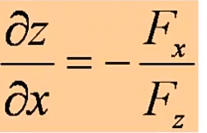 ∂z/∂x = −F_x/F_z